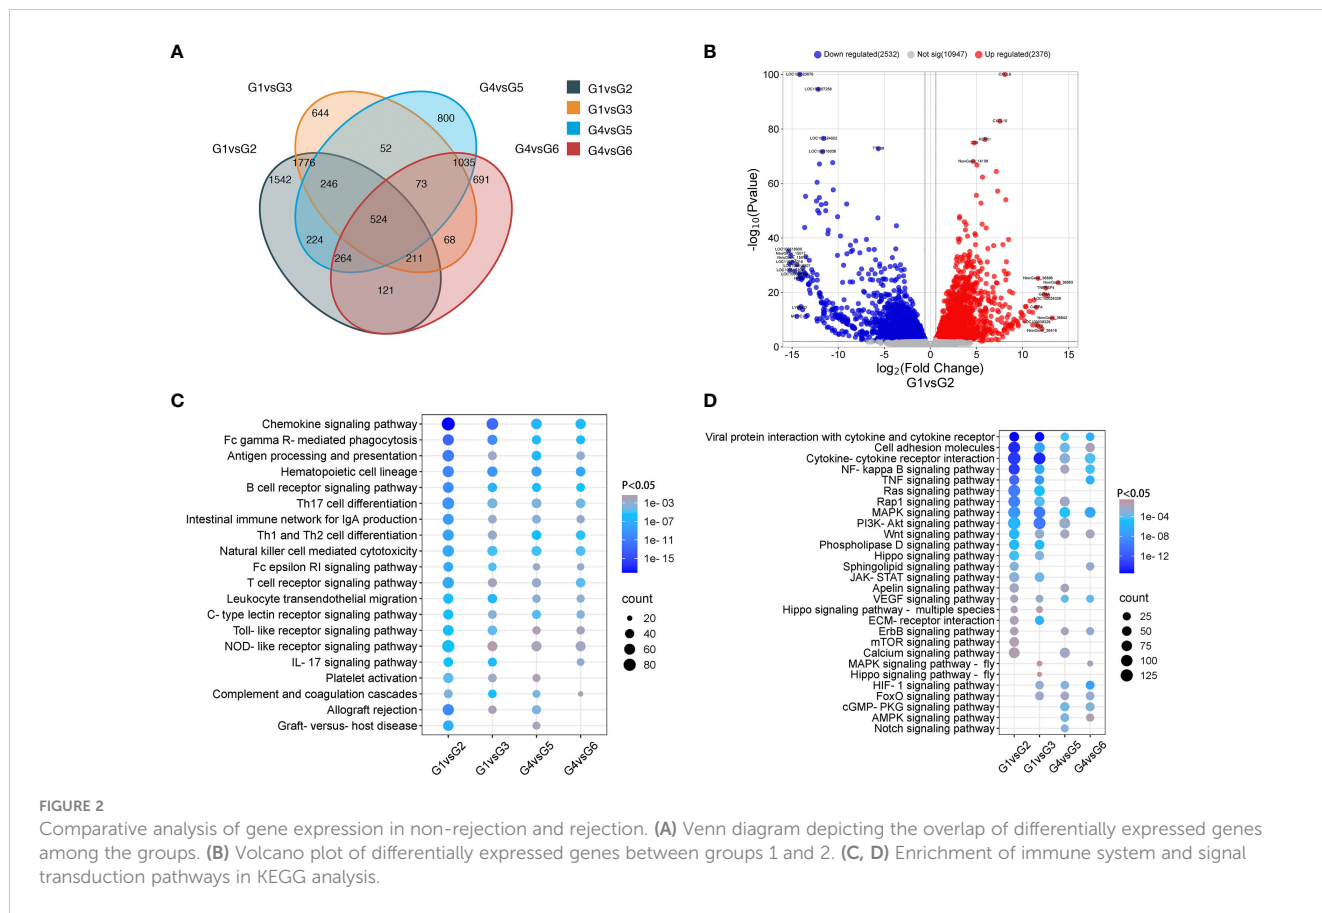 A
G1vsG3
G4vsG5
G1vsG2
G4vsG6
G1vsG2
G1vsG3
G4vsG5
G4vsG6
644
800
52
1776
1035
1542
246
73
691
524
224
68
264
211
121
B
Down regulated(2532)
Not sig(10947)
Up regulated(2376)
-log10(Pvalue)
100
80
60
40
20
0
-15
-10
-5
0
5
10
15
log2(Fold Change)
G1vsG2
C
Chemokine signaling pathway
Fc gamma R- mediated phagocytosis
Antigen processing and presentation
Hematopoietic cell lineage
B cell receptor signaling pathway
Th17 cell differentiation
Intestinal immune network for IgA production
Th1 and Th2 cell differentiation
Natural killer cell mediated cytotoxicity
Fc epsilon RI signaling pathway
T cell receptor signaling pathway
Leukocyte transendothelial migration
C- type lectin receptor signaling pathway
Toll- like receptor signaling pathway
NOD- like receptor signaling pathway
IL- 17 signaling pathway
Platelet activation
Complement and coagulation cascades
Allograft rejection
Graft- versus- host disease
G1vsG2
G1vsG3
G4vsG5
G4vsG6
P<0.05
1e- 03
1e- 07
1e- 11
1e- 15
count
20
40
60
80
D
Viral protein interaction with cytokine and cytokine receptor
Cell adhesion molecules
Cytokine- cytokine receptor interaction
NF- kappa B signaling pathway
TNF signaling pathway
Ras signaling pathway
Rap1 signaling pathway
MAPK signaling pathway
PI3K- Akt signaling pathway
Wnt signaling pathway
Phospholipase D signaling pathway
Hippo signaling pathway
Sphingolipid signaling pathway
JAK- STAT signaling pathway
Apelin signaling pathway
VEGF signaling pathway
Hippo signaling pathway - multiple species
ECM- receptor interaction
ErbB signaling pathway
mTOR signaling pathway
Calcium signaling pathway
MAPK signaling pathway - fly
Hippo signaling pathway - fly
HIF- 1 signaling pathway
FoxO signaling pathway
cGMP- PKG signaling pathway
AMPK signaling pathway
Notch signaling pathway
G1vsG2
G1vsG3
G4vsG5
G4vsG6
P<0.05
1e- 04
1e- 08
1e- 12
count
25
50
75
100
125
FIGURE 2
Comparative analysis of gene expression in non-rejection and rejection. (A) Venn diagram depicting the overlap of differentially expressed genes
among the groups. (B) Volcano plot of differentially expressed genes between groups 1 and 2. (C, D) Enrichment of immune system and signal
transduction pathways in KEGG analysis.